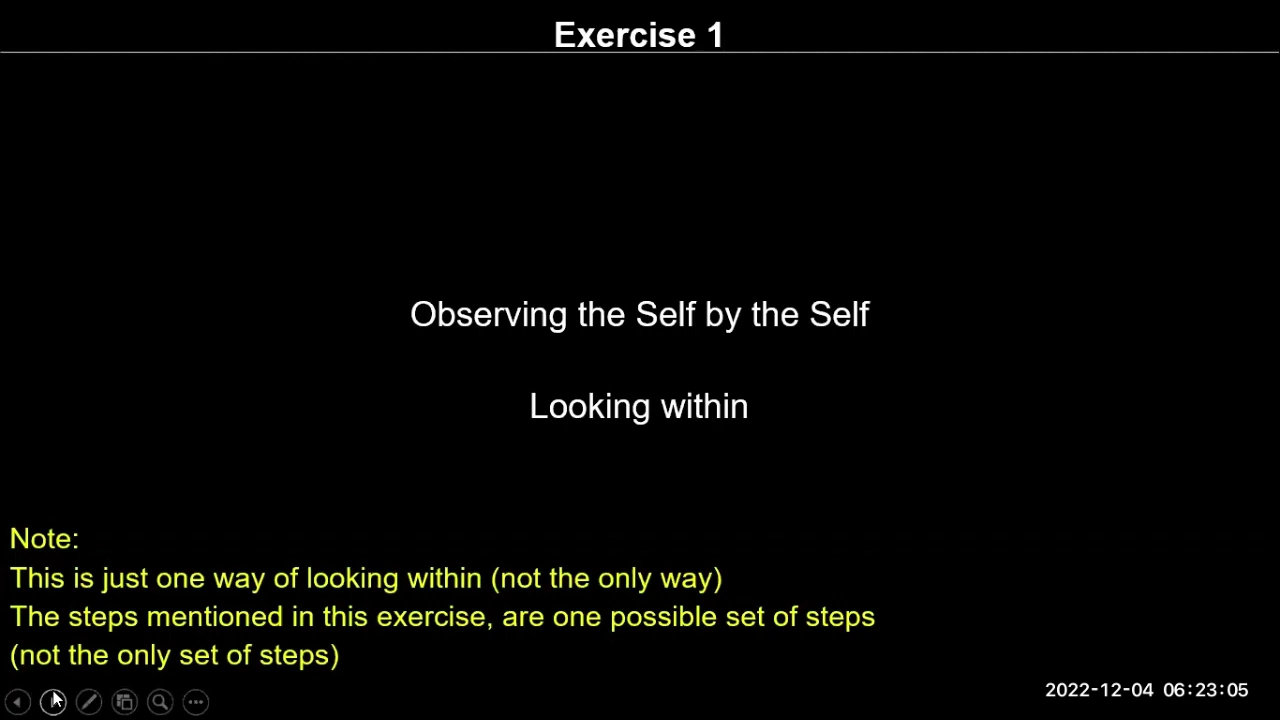 Exercise 1
Observing the Self by the Self
Looking within
Note:
This is just one way of looking within (not the only way)
The steps mentioned in this exercise, are one possible set of steps
(not the only set of steps)
2022-12-04 06:23:05